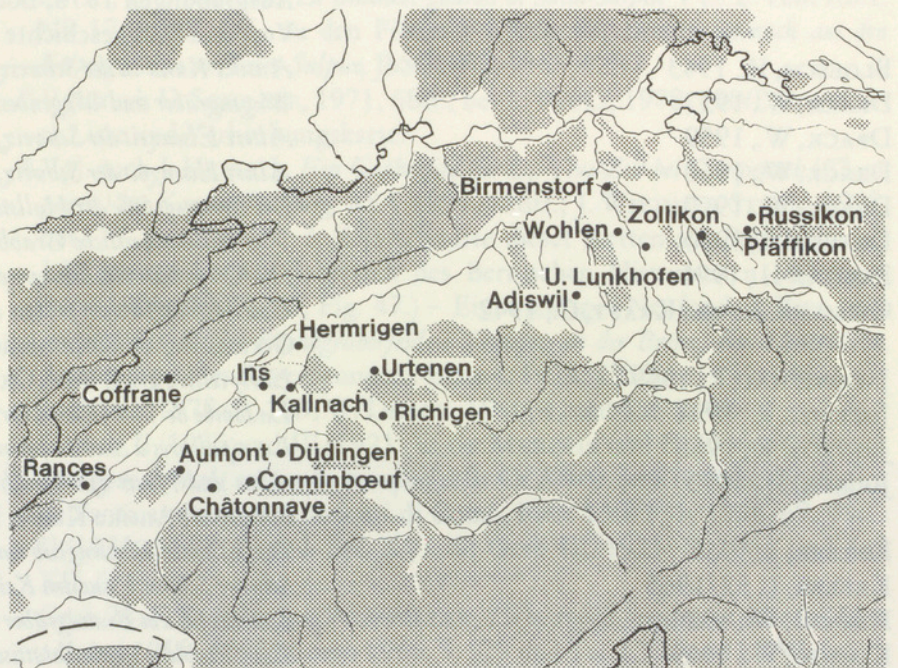 Birmenstorf
Zollikon
Russikon
Wohlen
Pfäffikon
U. Lunkhofen
Adiswil
Hermrigen
Ins
Urtenen
Coffrane
Kallnach
Richigen
Aumont
Düdingen
Rances
Corminbœuf
Châtonnaye